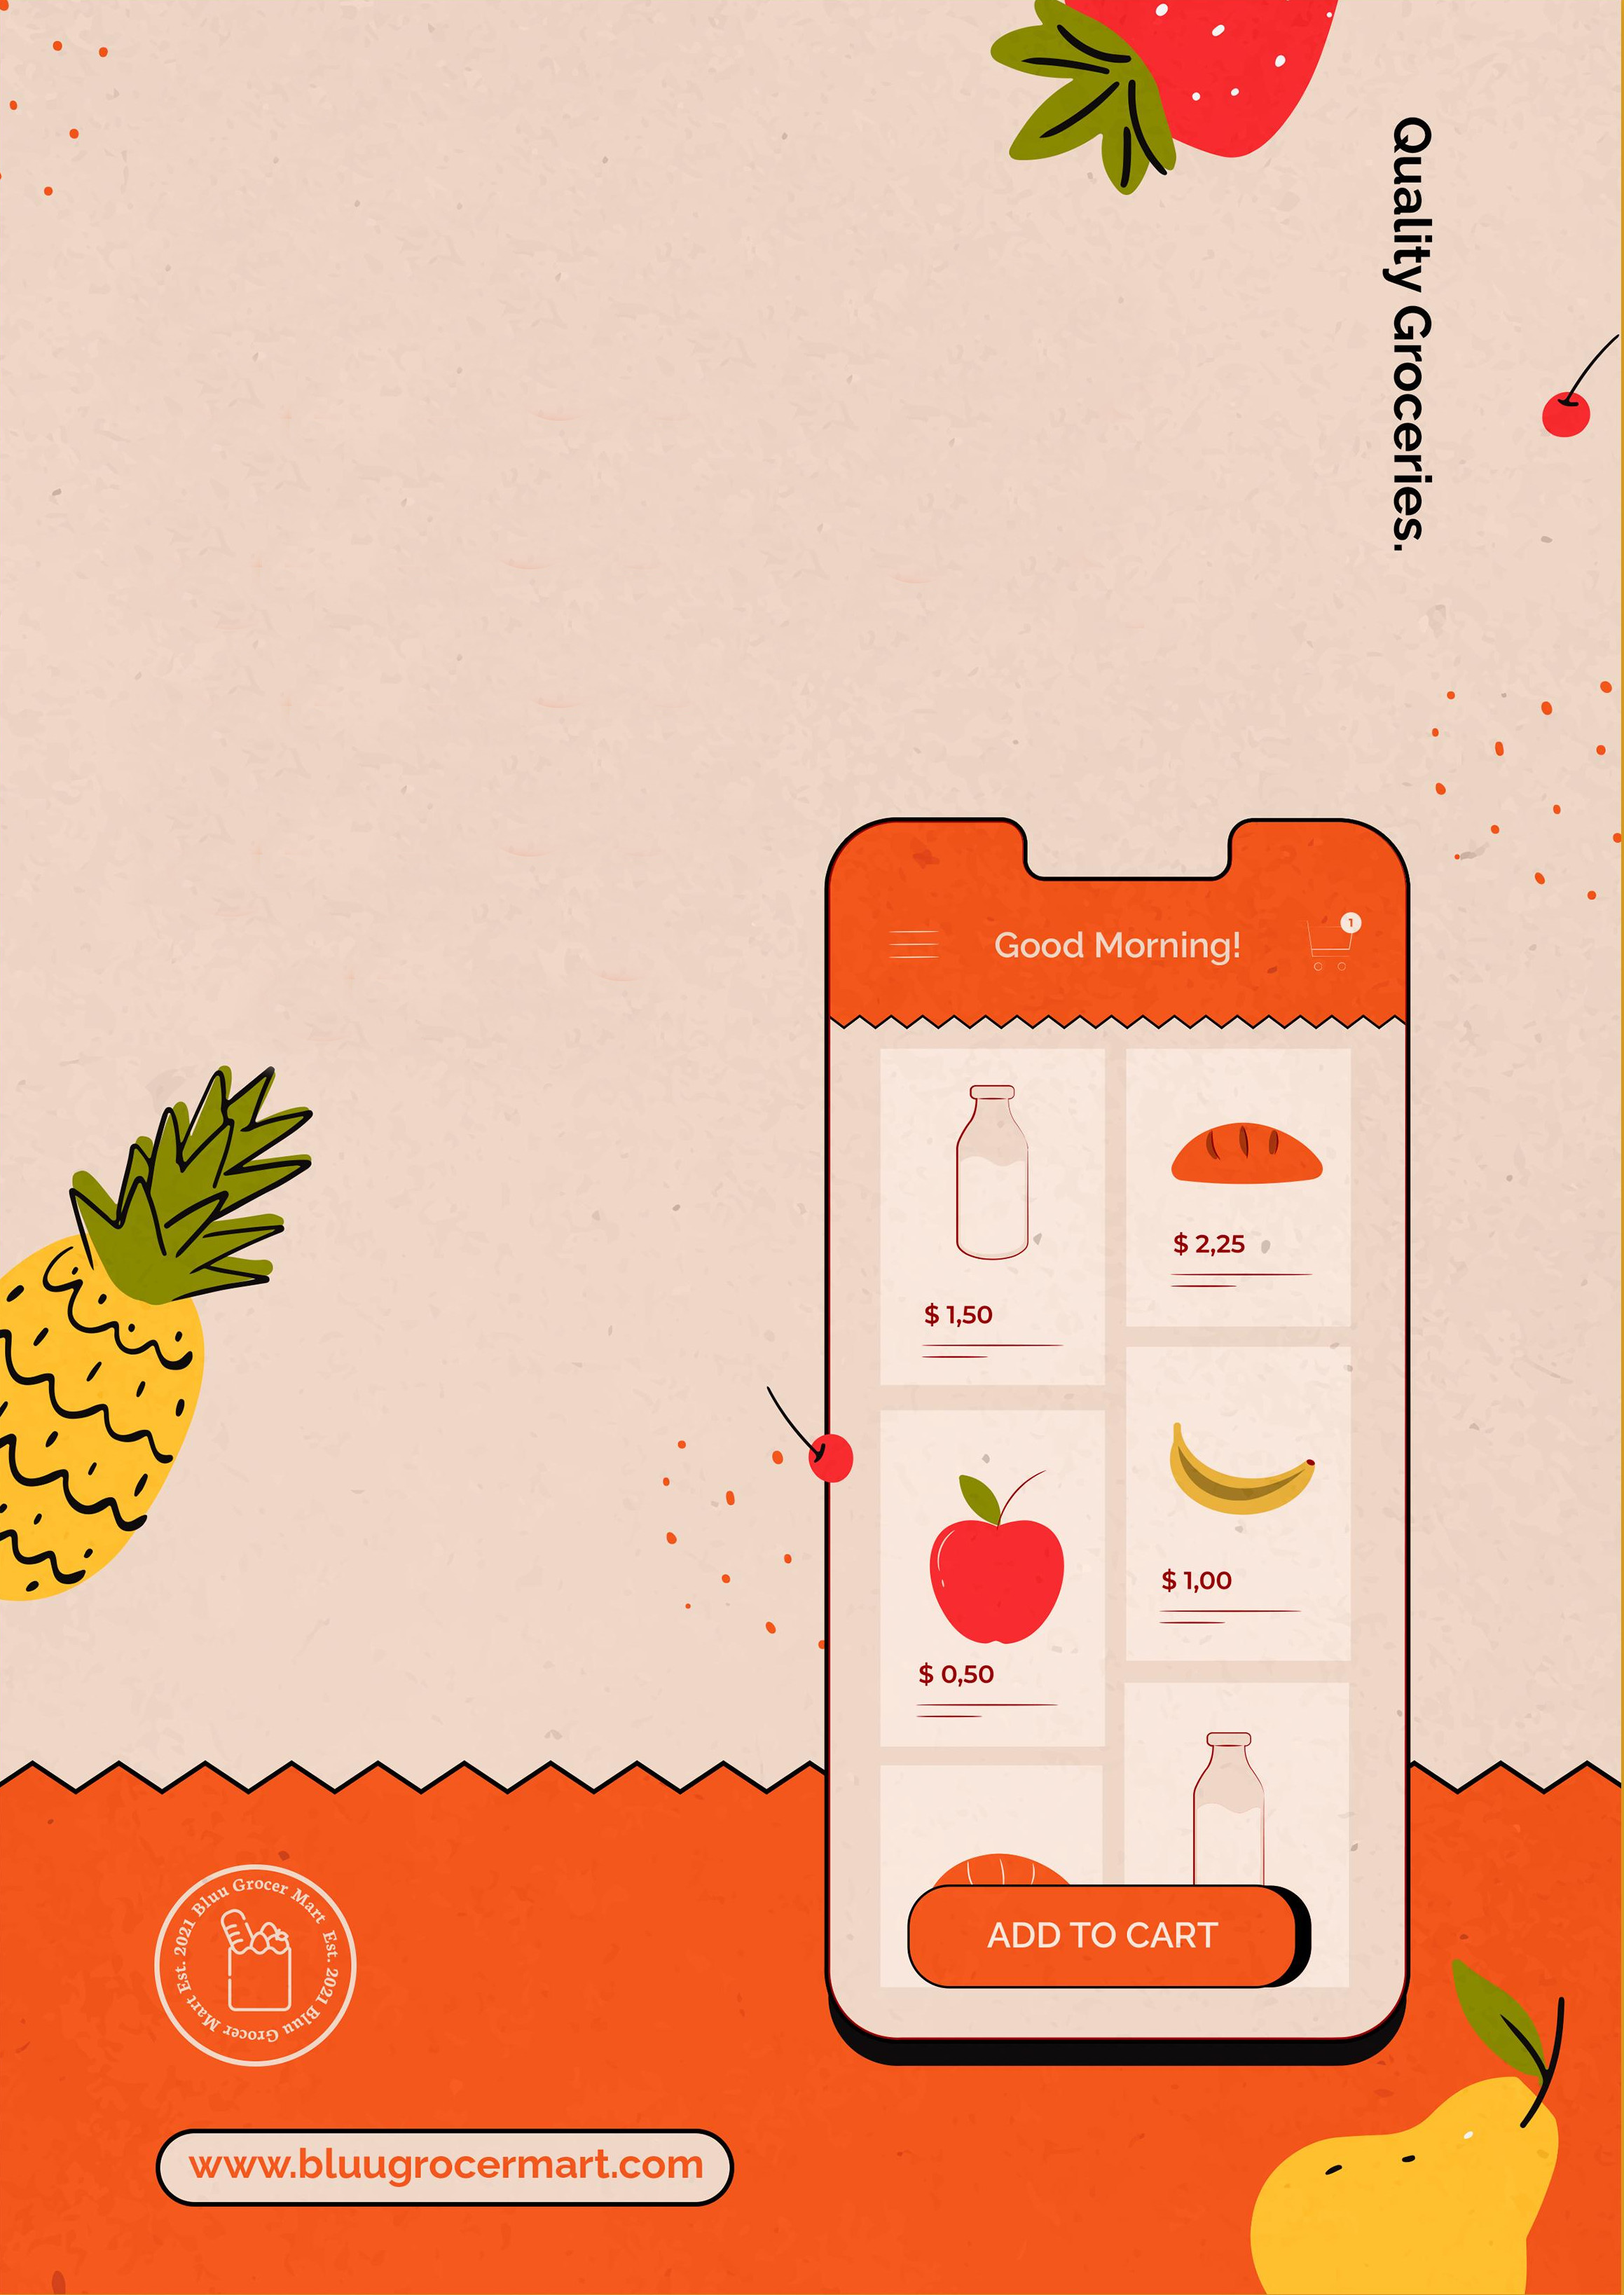 Quality Groceries.
Good Morning!
1
$ 2,25
$ 1,50
$ 1,00
$ 0,50
ADD TO CART
Bluu Grocer Mart Est. 2021 Bluu Grocer Mart Est. 2021
www.bluugrocermart.com